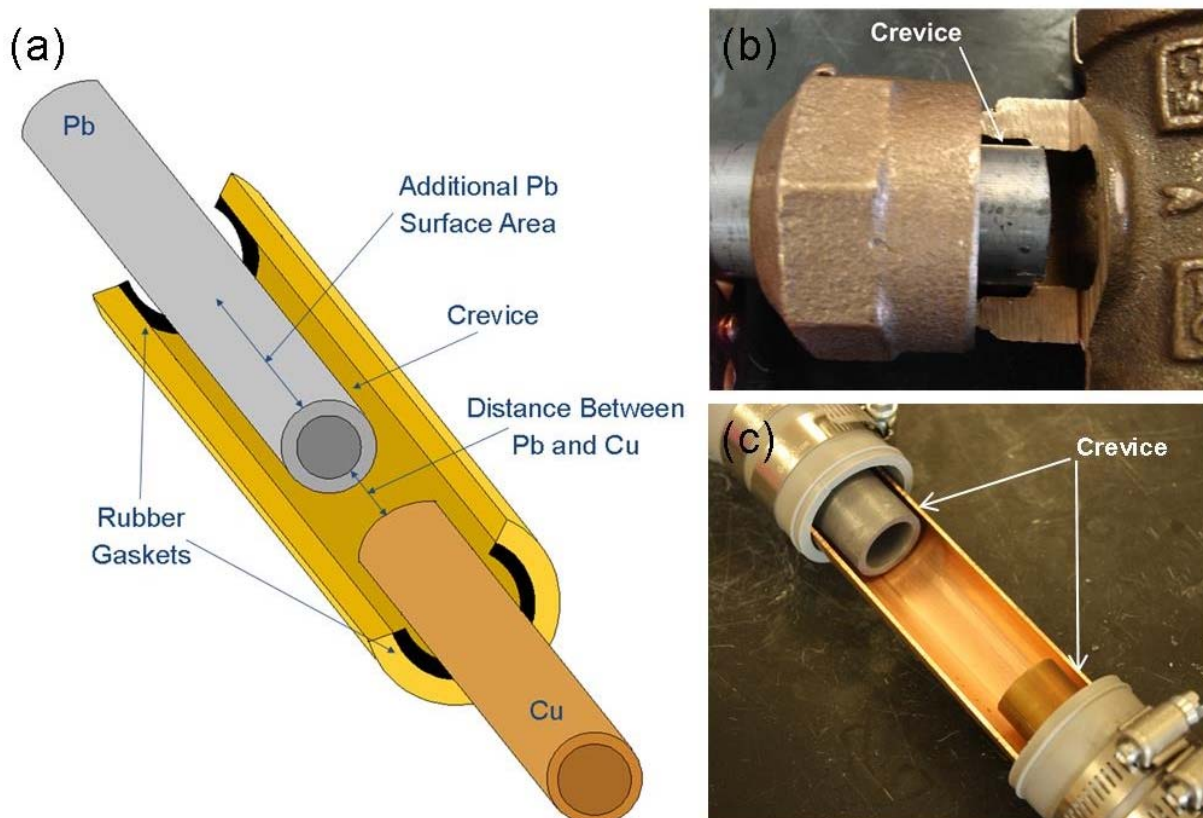 (a)
Pb
Additional Pb
Surface Area
Crevice
Distance Between
Pb and Cu
Rubber
Gaskets
Cu
(b)
Crevice
(c)
Crevice